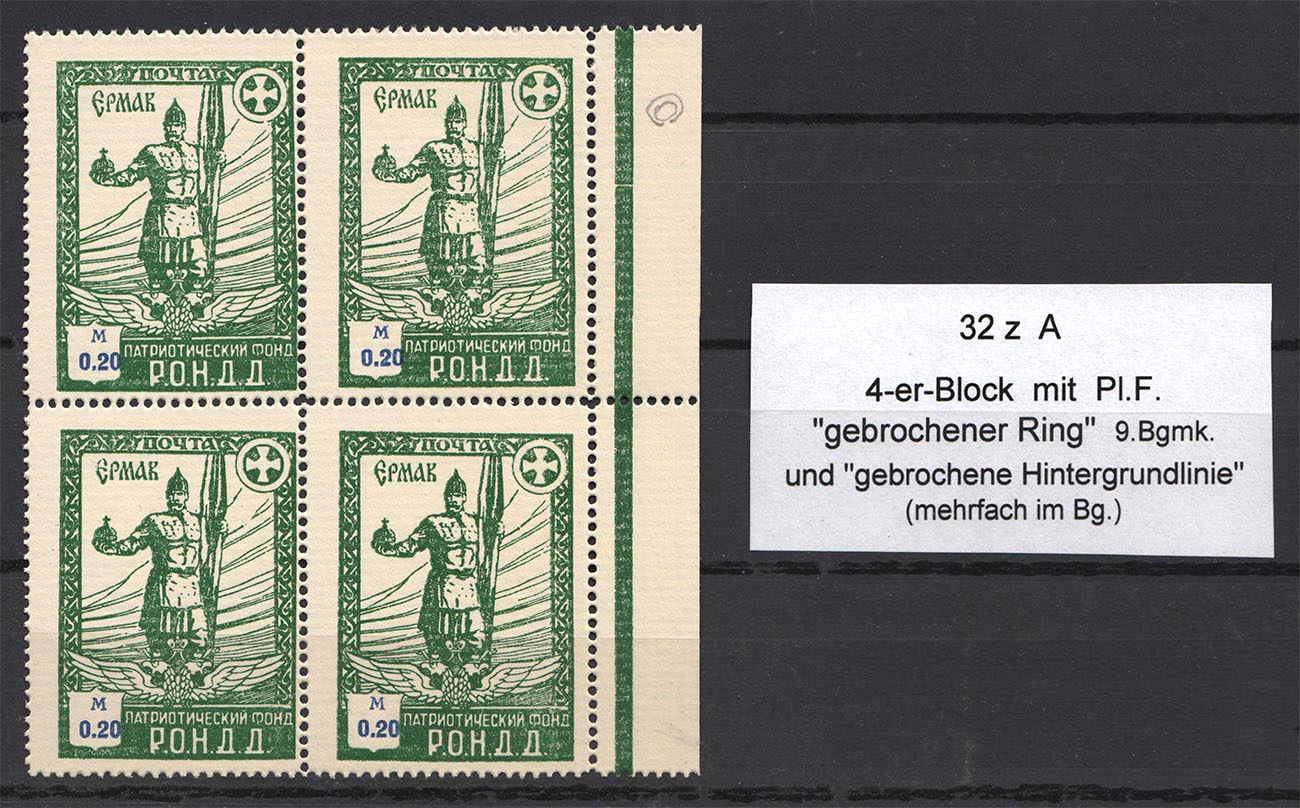 ПОЧТА
ЕРМАК
М
0.20
ПАТРИОТИЧЕСКИЙ ФОНД
Р.О.Н.Д.Д.
ПОЧТА
ЕРМАК
М
0.20
ПАТРИОТИЧЕСКИЙ ФОНД
Р.О.Н.Д.Д.
ПОЧТА
ЕРМАК
М
0.20
ПАТРИОТИЧЕСКИЙ ФОНД
Р.О.Н.Д.Д.
ПОЧТА
ЕРМАК
М
0.20
ПАТРИОТИЧЕСКИЙ ФОНД
Р.О.Н.Д.Д.
32 z A
4-er-Block mit Pl.F.
"gebrochener Ring" 9.Bgmk.
und "gebrochene Hintergrundlinie"
(mehrfach im Bg.)